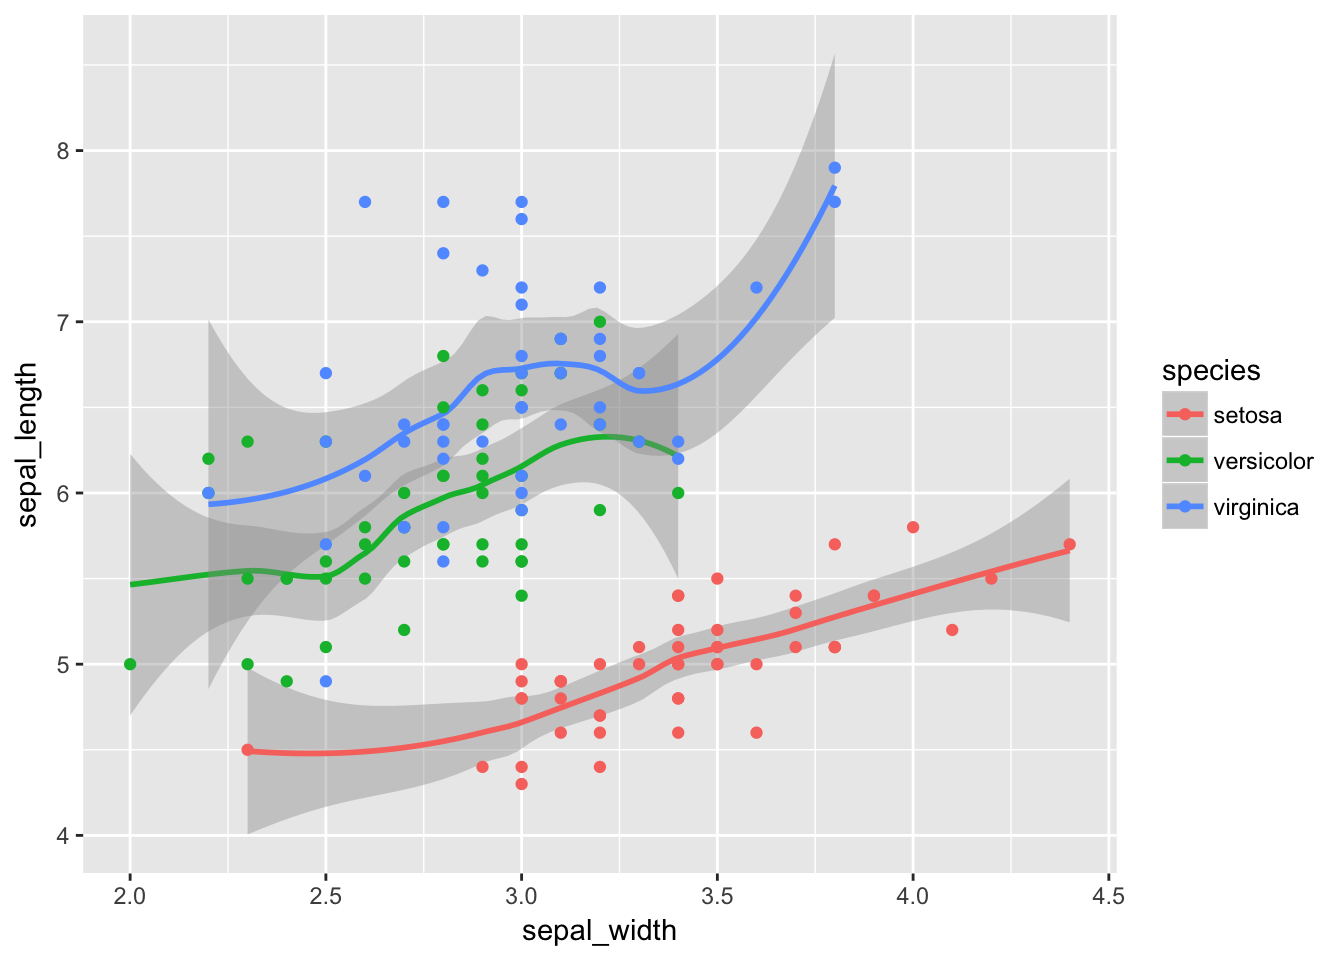 8
7
6
5
4
sepal_length
2.0 2.5 3.0 3.5 4.0 4.5
sepal_width
species
setosa
versicolor
virginica